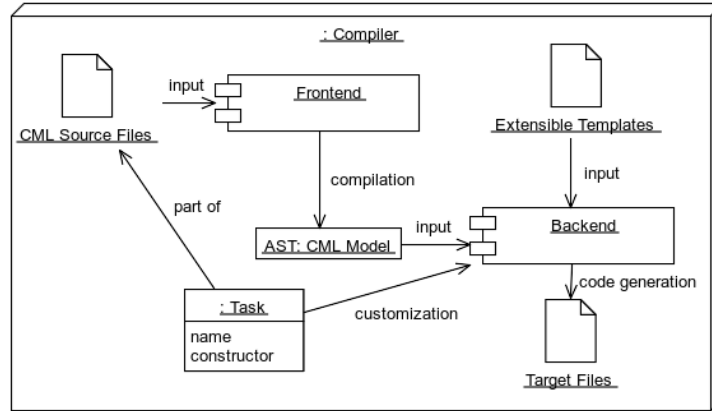 : Compiler
input
Frontend
CML Source Files
Extensible Templates
compilation
input
part of
input
Backend
AST: CML Model
code generation
: Task
customization
name
constructor
Target Files